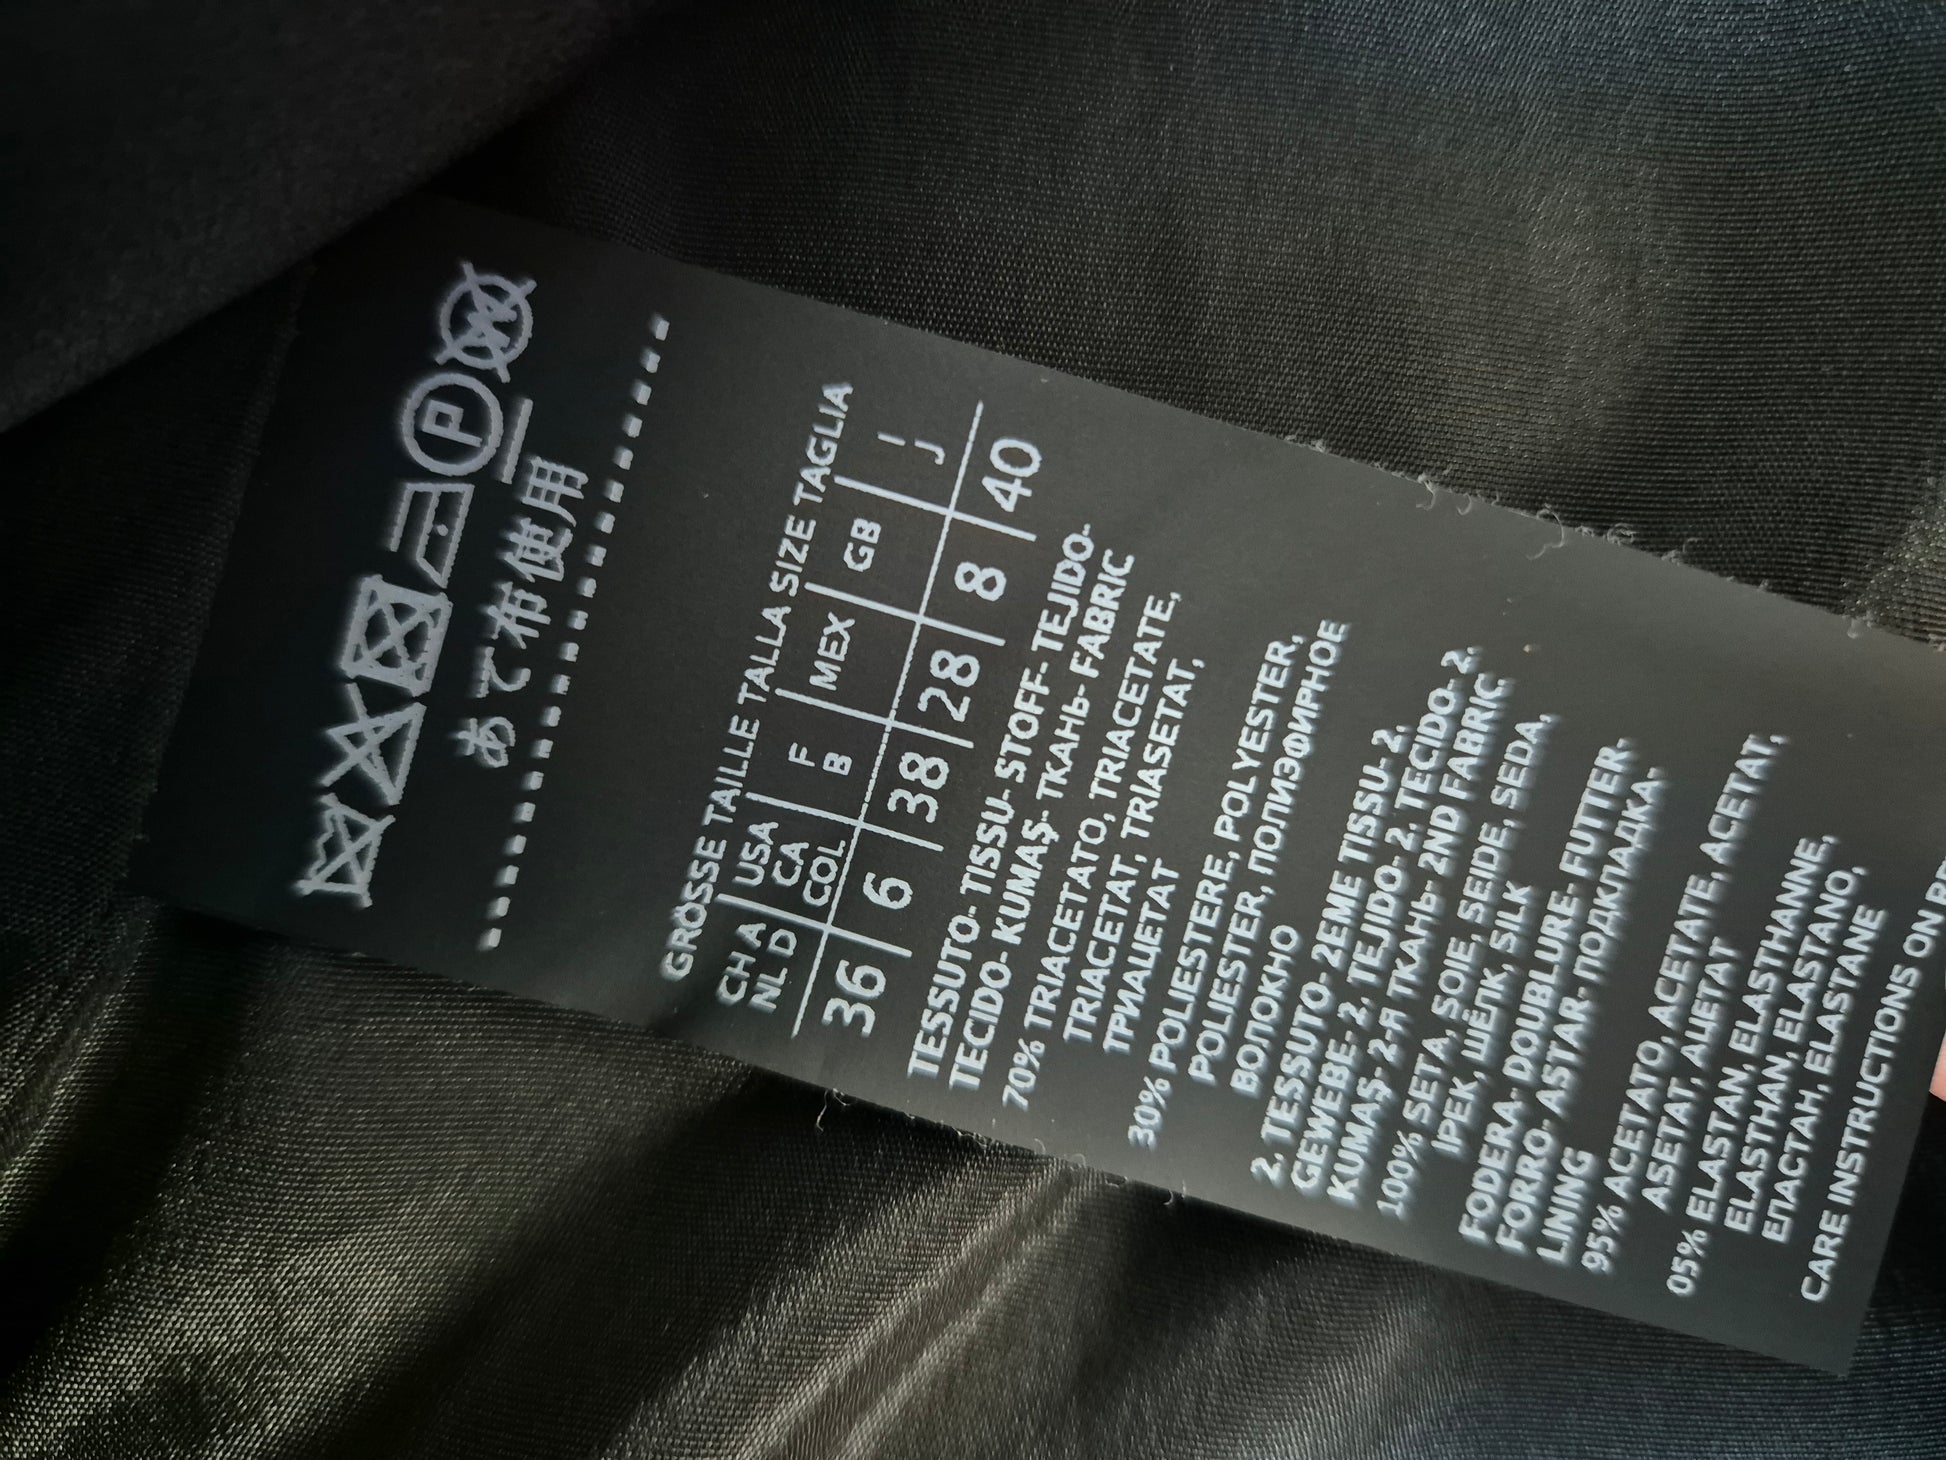 あて布使用
GRÖSSE TAILLE TALLA SIZE TAGLIA
CH A USA F MEX GB I
NL D CA B J
COL
36 6 38 28 8 40
TESSUTO- TISSU- STOFF- TEJIDO-
TECIDO- KUMAŞ- ТКАНЬ- FABRIC
70% TRIACETATO, TRIACETATE,
TRIACETAT, TRIASETAT,
ТРИАЦЕТАТ
30% POLIESTERE, POLYESTER,
POLIESTER, ПОЛИЭФИРНОЕ
ВОЛОКНО
2. TESSUTO- 2EME TISSU- 2.
GEWEBE- 2. TEJIDO- 2. TECIDO- 2.
KUMAŞ- 2-Я ТКАНЬ- 2ND FABRIC
100% SETA, SOIE, SEIDE, SEDA,
İPEK, ШЁЛК, SILK
FODERA- DOUBLURE- FUTTER-
FORRO- ASTAR- ПОДКЛАДКА-
LINING
95% ACETATO, ACETATE, ACETAT,
ASETAT, АЦЕТАТ
05% ELASTAN, ELASTHANNE,
ELASTHAN, ELASTANO,
ЕЛАСТАН, ELASTANE
CARE INSTRUCTIONS ON